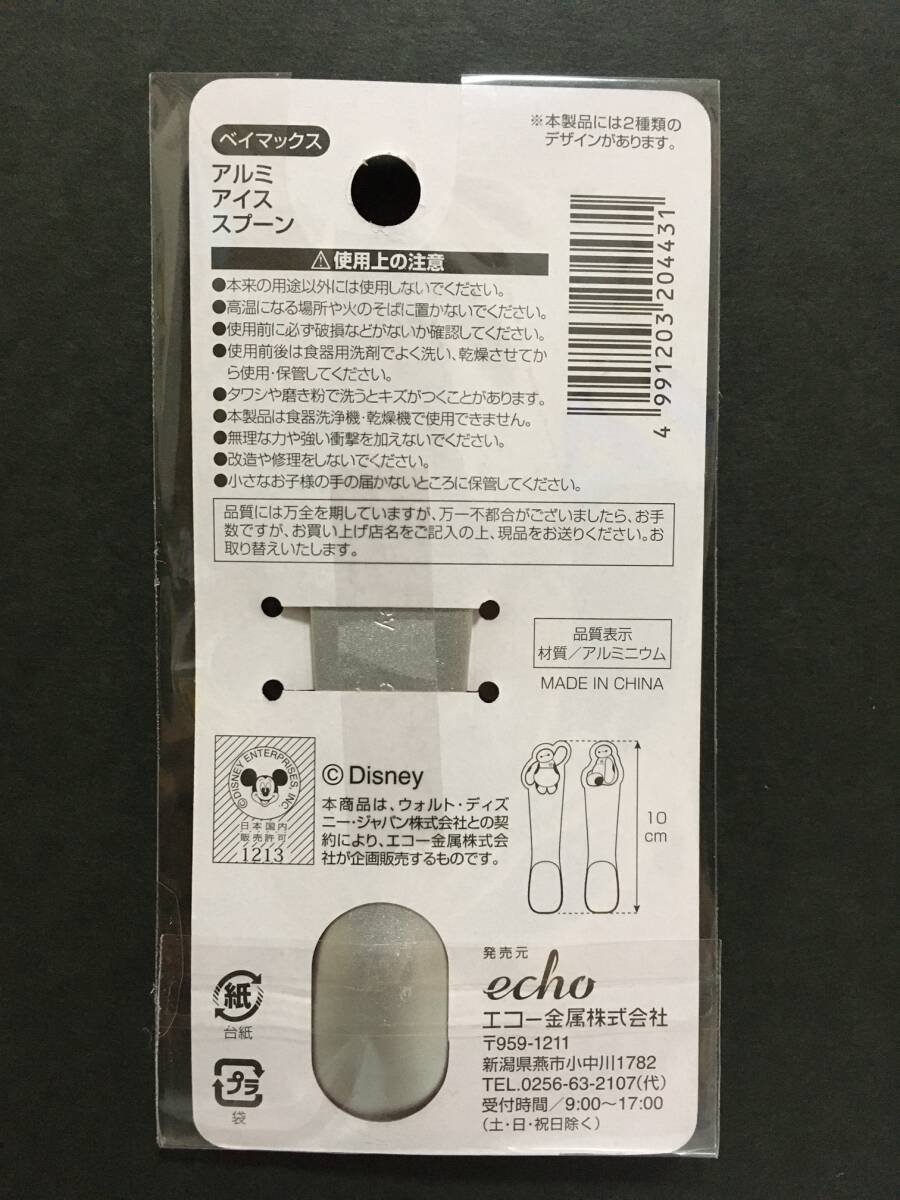 ベイマックス
アルミ
アイス
スプーン
※本製品には2種類の
デザインがあります。
4 991203 204431
⚠使用上の注意
●本来の用途以外には使用しないでください。
●高温になる場所や火のそばに置かないでください。
●使用前に必ず破損などがないか確認してください。
●使用前後は食器用洗剤でよく洗い、乾燥させてか
ら使用・保管してください。
●タワシや磨き粉で洗うとキズがつくことがあります。
●本製品は食器洗浄機・乾燥機で使用できません。
●無理な力や強い衝撃を加えないでください。
●改造や修理をしないでください。
●小さなお子様の手の届かないところに保管してください。
品質には万全を期していますが、万一不都合がございましたら、お手
数ですが、お買い上げ店名をご記入の上、現品をお送りください。お
取り替えいたします。
品質表示
材質/アルミニウム
MADE IN CHINA
©DISNEY ENTERPRISES, INC.
日本国内
販売許可
1213
© Disney
本商品は、ウォルト・ディズ
ニー・ジャパン株式会社との契
約により、エコー金属株式会
社が企画販売するものです。
10
cm
紙
台紙
プラ
袋
発売元
echo
エコー金属株式会社
〒959-1211
新潟県燕市小中川1782
TEL.0256-63-2107(代)
受付時間/9:00～17:00
(土・日・祝日除く)